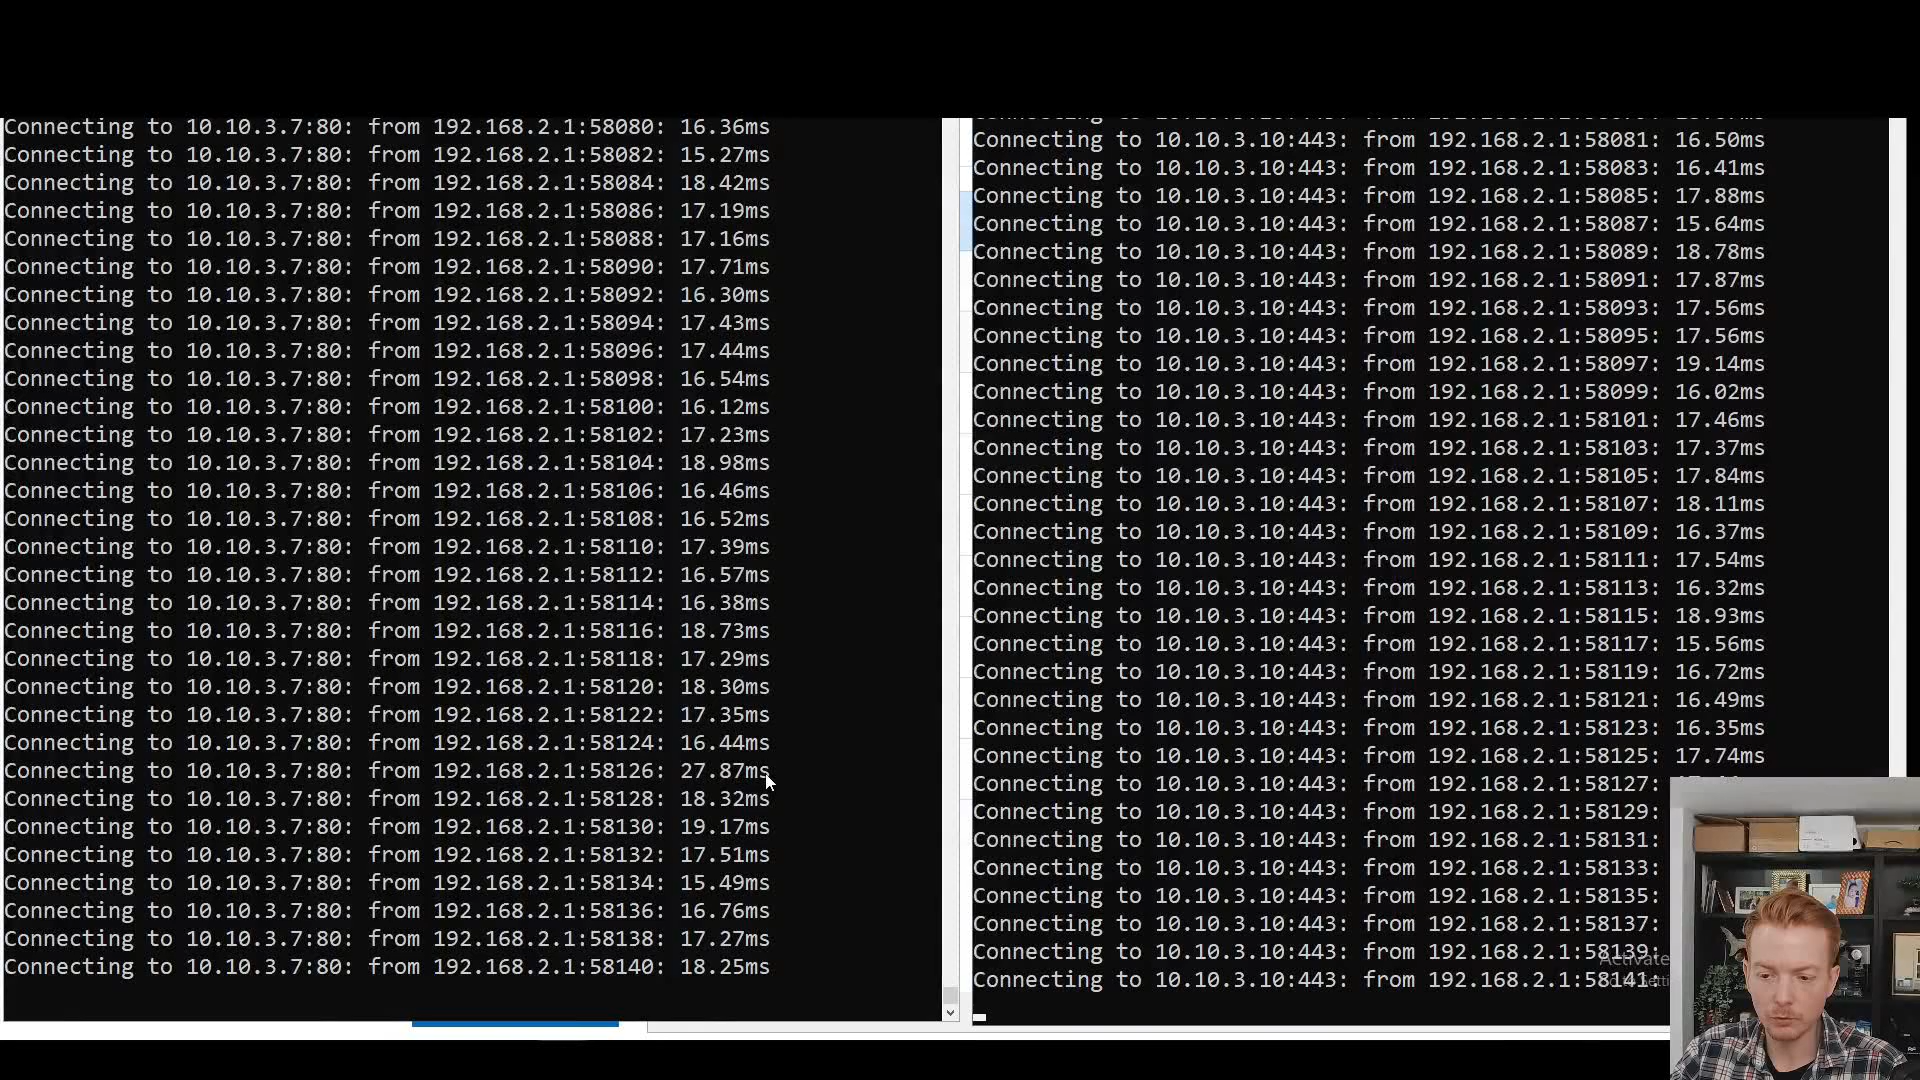 Connecting to 10.10.3.7:80: from 192.168.2.1:58080: 16.36ms
Connecting to 10.10.3.7:80: from 192.168.2.1:58082: 15.27ms
Connecting to 10.10.3.7:80: from 192.168.2.1:58084: 18.42ms
Connecting to 10.10.3.7:80: from 192.168.2.1:58086: 17.19ms
Connecting to 10.10.3.7:80: from 192.168.2.1:58088: 17.16ms
Connecting to 10.10.3.7:80: from 192.168.2.1:58090: 17.71ms
Connecting to 10.10.3.7:80: from 192.168.2.1:58092: 16.30ms
Connecting to 10.10.3.7:80: from 192.168.2.1:58094: 17.43ms
Connecting to 10.10.3.7:80: from 192.168.2.1:58096: 17.44ms
Connecting to 10.10.3.7:80: from 192.168.2.1:58098: 16.54ms
Connecting to 10.10.3.7:80: from 192.168.2.1:58100: 16.12ms
Connecting to 10.10.3.7:80: from 192.168.2.1:58102: 17.23ms
Connecting to 10.10.3.7:80: from 192.168.2.1:58104: 18.98ms
Connecting to 10.10.3.7:80: from 192.168.2.1:58106: 16.46ms
Connecting to 10.10.3.7:80: from 192.168.2.1:58108: 16.52ms
Connecting to 10.10.3.7:80: from 192.168.2.1:58110: 17.39ms
Connecting to 10.10.3.7:80: from 192.168.2.1:58112: 16.57ms
Connecting to 10.10.3.7:80: from 192.168.2.1:58114: 16.38ms
Connecting to 10.10.3.7:80: from 192.168.2.1:58116: 18.73ms
Connecting to 10.10.3.7:80: from 192.168.2.1:58118: 17.29ms
Connecting to 10.10.3.7:80: from 192.168.2.1:58120: 18.30ms
Connecting to 10.10.3.7:80: from 192.168.2.1:58122: 17.35ms
Connecting to 10.10.3.7:80: from 192.168.2.1:58124: 16.44ms
Connecting to 10.10.3.7:80: from 192.168.2.1:58126: 27.87ms
Connecting to 10.10.3.7:80: from 192.168.2.1:58128: 18.32ms
Connecting to 10.10.3.7:80: from 192.168.2.1:58130: 19.17ms
Connecting to 10.10.3.7:80: from 192.168.2.1:58132: 17.51ms
Connecting to 10.10.3.7:80: from 192.168.2.1:58134: 15.49ms
Connecting to 10.10.3.7:80: from 192.168.2.1:58136: 16.76ms
Connecting to 10.10.3.7:80: from 192.168.2.1:58138: 17.27ms
Connecting to 10.10.3.7:80: from 192.168.2.1:58140: 18.25ms
Connecting to 10.10.3.10:443: from 192.168.2.1:58081: 16.50ms
Connecting to 10.10.3.10:443: from 192.168.2.1:58083: 16.41ms
Connecting to 10.10.3.10:443: from 192.168.2.1:58085: 17.88ms
Connecting to 10.10.3.10:443: from 192.168.2.1:58087: 15.64ms
Connecting to 10.10.3.10:443: from 192.168.2.1:58089: 18.78ms
Connecting to 10.10.3.10:443: from 192.168.2.1:58091: 17.87ms
Connecting to 10.10.3.10:443: from 192.168.2.1:58093: 17.56ms
Connecting to 10.10.3.10:443: from 192.168.2.1:58095: 17.56ms
Connecting to 10.10.3.10:443: from 192.168.2.1:58097: 19.14ms
Connecting to 10.10.3.10:443: from 192.168.2.1:58099: 16.02ms
Connecting to 10.10.3.10:443: from 192.168.2.1:58101: 17.46ms
Connecting to 10.10.3.10:443: from 192.168.2.1:58103: 17.37ms
Connecting to 10.10.3.10:443: from 192.168.2.1:58105: 17.84ms
Connecting to 10.10.3.10:443: from 192.168.2.1:58107: 18.11ms
Connecting to 10.10.3.10:443: from 192.168.2.1:58109: 16.37ms
Connecting to 10.10.3.10:443: from 192.168.2.1:58111: 17.54ms
Connecting to 10.10.3.10:443: from 192.168.2.1:58113: 16.32ms
Connecting to 10.10.3.10:443: from 192.168.2.1:58115: 18.93ms
Connecting to 10.10.3.10:443: from 192.168.2.1:58117: 15.56ms
Connecting to 10.10.3.10:443: from 192.168.2.1:58119: 16.72ms
Connecting to 10.10.3.10:443: from 192.168.2.1:58121: 16.49ms
Connecting to 10.10.3.10:443: from 192.168.2.1:58123: 16.35ms
Connecting to 10.10.3.10:443: from 192.168.2.1:58125: 17.74ms
Connecting to 10.10.3.10:443: from 192.168.2.1:58127:
Connecting to 10.10.3.10:443: from 192.168.2.1:58129:
Connecting to 10.10.3.10:443: from 192.168.2.1:58131:
Connecting to 10.10.3.10:443: from 192.168.2.1:58133:
Connecting to 10.10.3.10:443: from 192.168.2.1:58135:
Connecting to 10.10.3.10:443: from 192.168.2.1:58137:
Connecting to 10.10.3.10:443: from 192.168.2.1:58139:
Activate
Connecting to 10.10.3.10:443: from 192.168.2.1:58141: